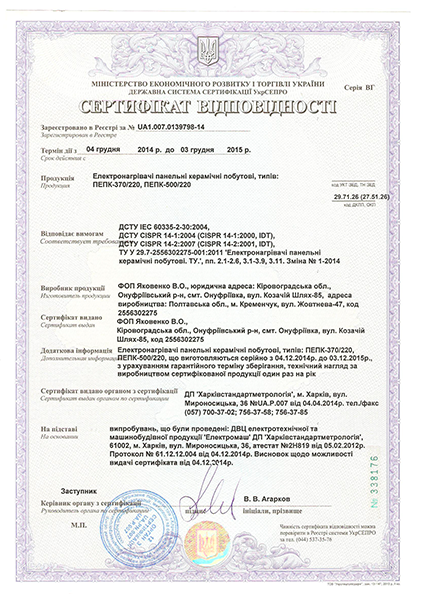 МІНІСТЕРСТВО ЕКОНОМІЧНОГО РОЗВИТКУ І ТОРГІВЛІ УКРАЇНИ
ДЕРЖАВНА СИСТЕМА СЕРТИФІКАЦІЇ УкрСЕПРО
Серія ВГ
СЕРТИФІКАТ ВІДПОВІДНОСТІ
Зареєстровано в Реєстрі за № UA1.007.0139798-14
Зарегистрирован в Реестре
Термін дії з 04 грудня 2014 р. до 03 грудня 2015 р.
Срок действия с
Продукція Електронагрівачі панельні керамічні побутові, типів:
Продукция ПЕПК-370/220, ПЕПК-500/220
код УКТ ЗЕД, ТН ЗЕД
29.71.26 (27.51.26)
код ДКПП, ОКП
Відповідає вимогам ДСТУ IEC 60335-2-30:2004,
Соответствует требованиям ДСТУ CISPR 14-1:2004 (CISPR 14-1:2000, IDT),
ДСТУ CISPR 14-2:2007 (CISPR 14-2:2001, IDT),
ТУ У 29.7-2556302275-001:2011 'Електронагрівачі панельні
керамічні побутові. ТУ.', пп. 2.1-2.6, 3.1-3.9, 3.11. Зміна № 1-2014
Виробник продукції ФОП Яковенко В.О., юридична адреса: Кіровоградська обл.,
Изготовитель продукции Онуфріївський р-н, смт. Онуфріївка, вул. Козачій Шлях-85, адреса
виробництва: Полтавська обл., м. Кременчук, вул. Жовтнева-47, код
2556302275
Сертифікат видано ФОП Яковенко В.О.,
Сертификат выдан Кіровоградська обл., Онуфріївський р-н, смт. Онуфріївка, вул. Козачій
Шлях-85, код 2556302275
Додаткова інформація Електронагрівачі панельні керамічні побутові, типів: ПЕПК-370/220,
Дополнительная информация ПЕПК-500/220, що виготовляються серійно з 04.12.2014р. до 03.12.2015р.,
з урахуванням гарантійного терміну зберігання, технічний нагляд за
виробництвом сертифікованої продукції один раз на рік
Сертифікат видано органом з сертифікації ДП 'Харківстандартметрологія', м. Харків, вул.
Сертификат выдан органом по сертификации Мироносицька, 36 №UA.P.007 від 04.04.2014р. тел./факс
(057) 700-37-02; 756-37-58; 756-37-85
На підставі випробувань, що були проведені: ДВЦ електротехнічної та
На основании машинобудівної продукції 'Електромаш' ДП 'Харківстандартметрологія',
61002, м. Харків, вул. Мироносицька, 36, атестат №2Н819 від 05.02.2012р.
Протокол № 61.12.12.004 від 04.12.2014р. Висновок щодо можливості
видачі сертифіката від 04.12.2014р.
№ 338176
Заступник
Керівник органу з сертифікації В. В. Агарков
Руководитель органа по сертификации ініціали, прізвище
М.П.
Чинність сертифіката відповідності можна
перевірити в Реєстрі системи УкрСЕПРО
за тел. (044) 537-35-76